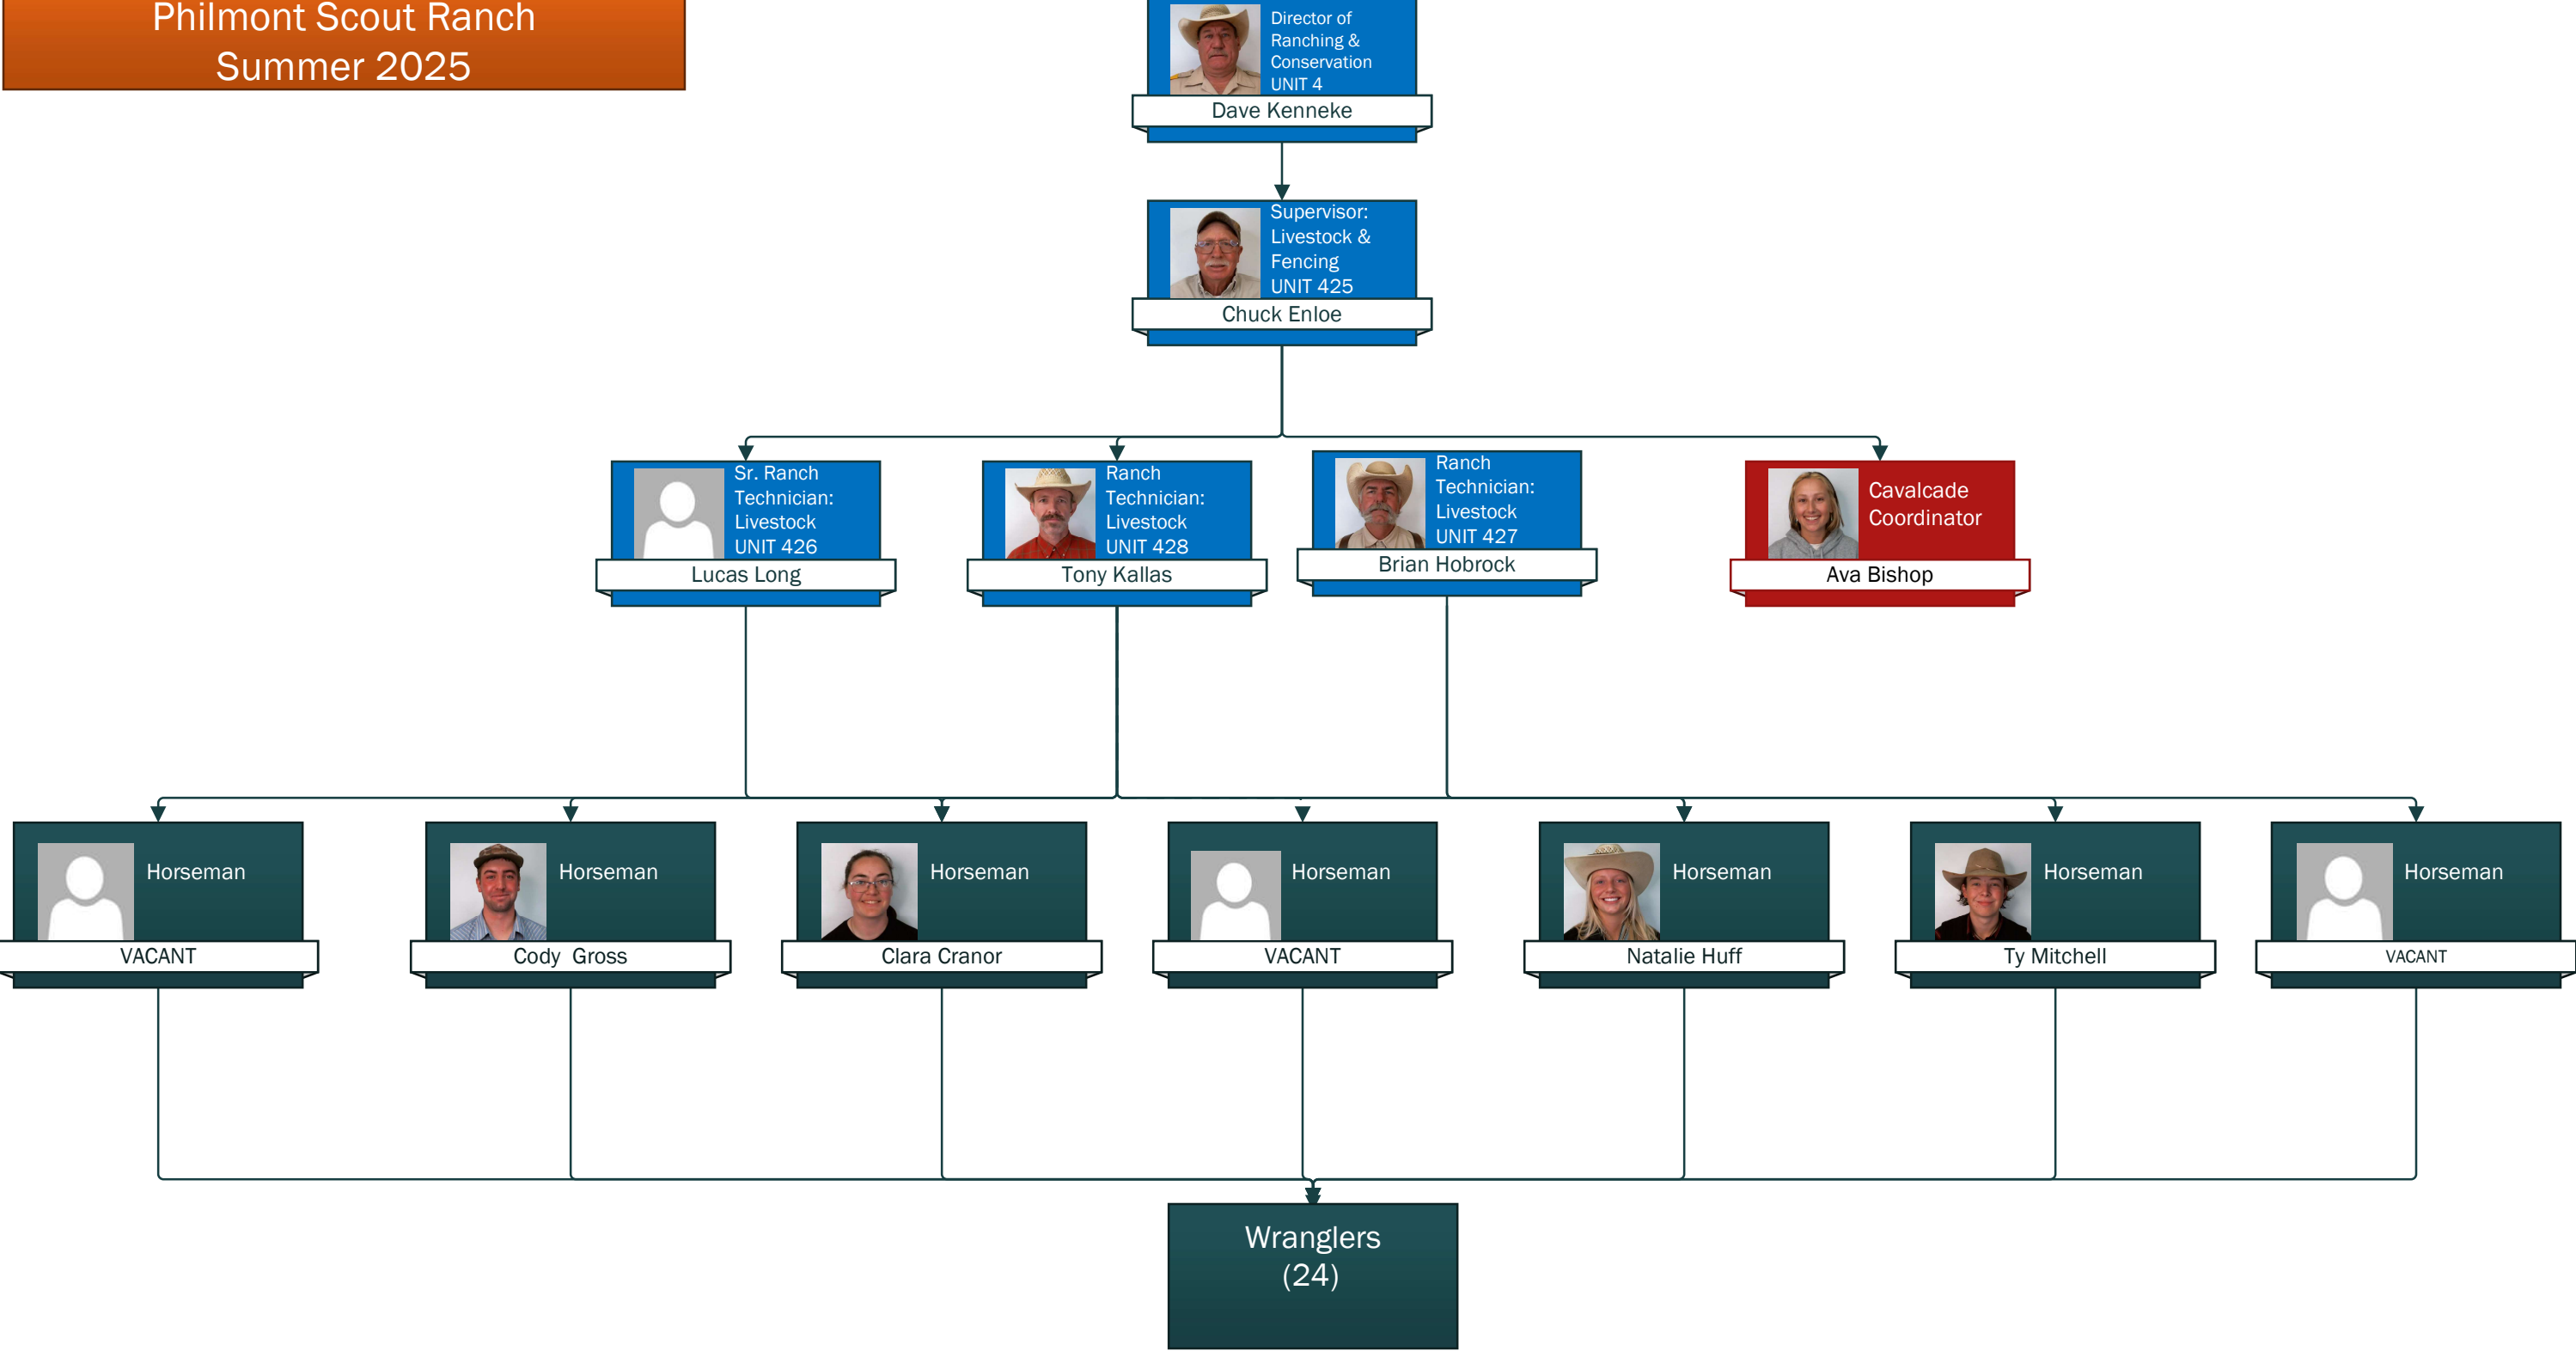 Philmont Scout Ranch
Summer 2025
Director of
Ranching &
Conservation
UNIT 4
Dave Kenneke
Supervisor:
Livestock &
Fencing
UNIT 425
Chuck Enloe
Sr. Ranch
Technician:
Livestock
UNIT 426
Lucas Long
Ranch
Technician:
Livestock
UNIT 428
Tony Kallas
Ranch
Technician:
Livestock
UNIT 427
Brian Hobrock
Cavalcade
Coordinator
Ava Bishop
Horseman
VACANT
Horseman
Cody  Gross
Horseman
Clara Cranor
Horseman
VACANT
Horseman
Natalie Huff
Horseman
Ty Mitchell
Horseman
VACANT
Wranglers
(24)